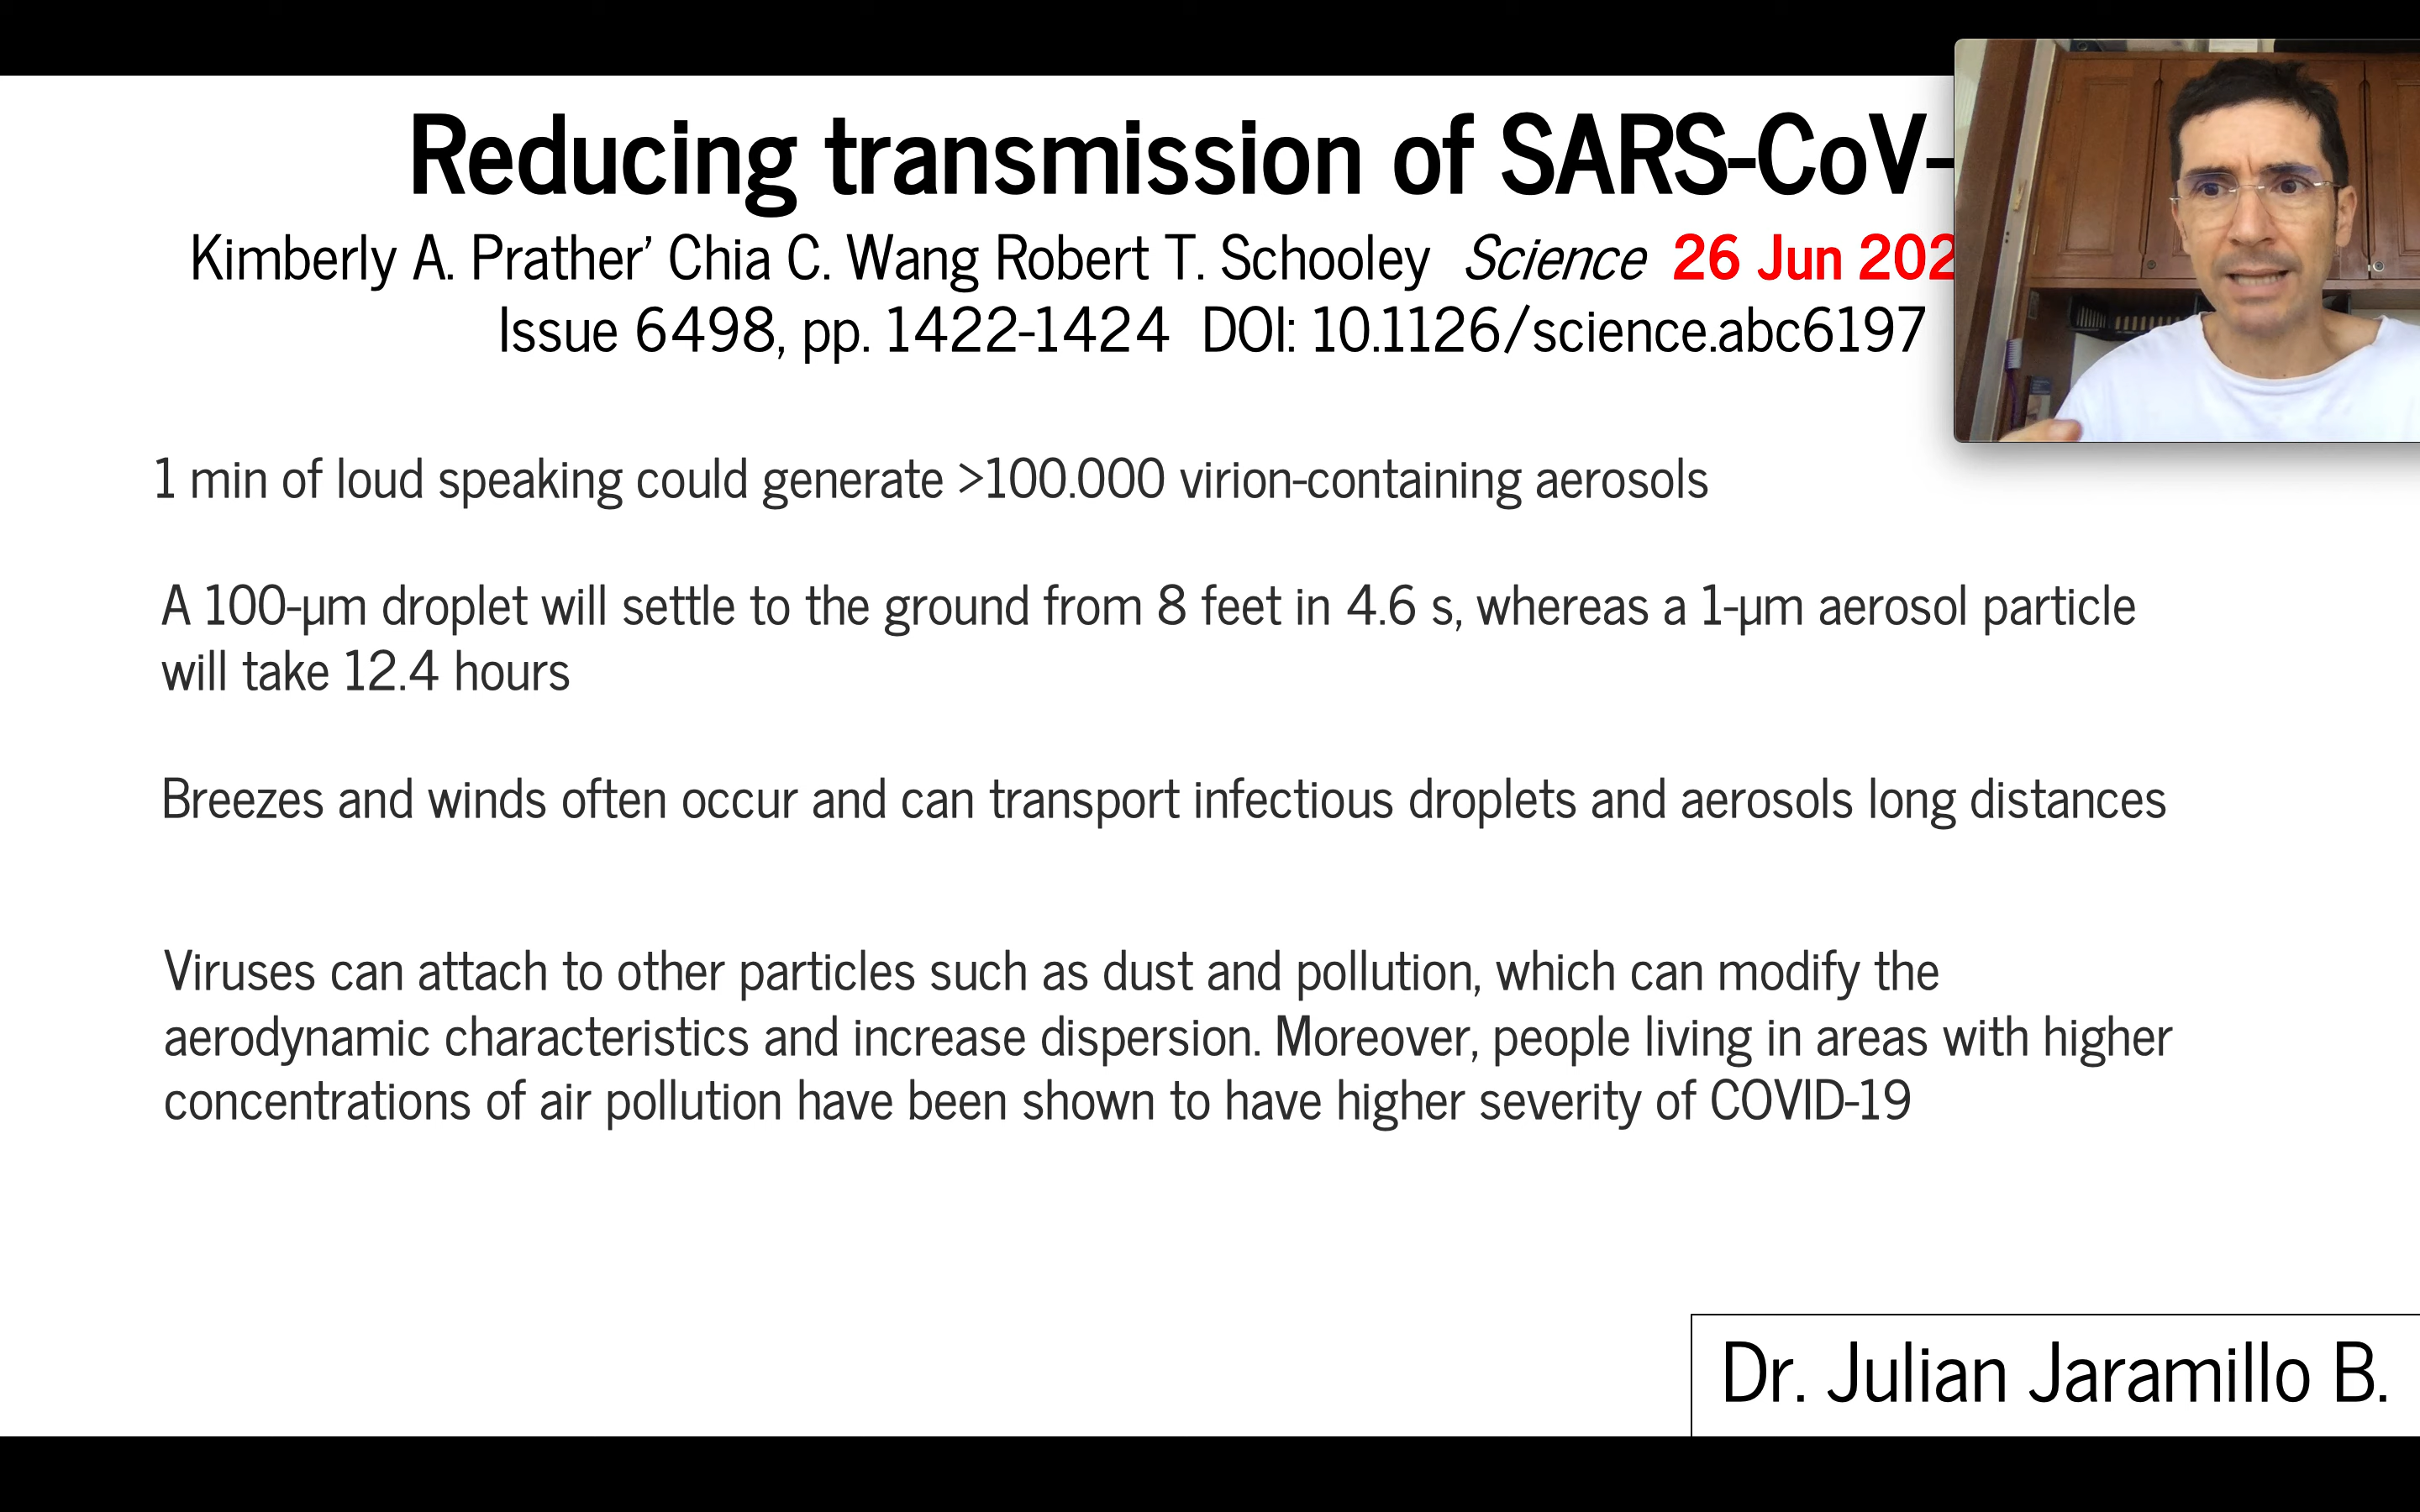 Reducing transmission of SARS-CoV-
Kimberly A. Prather’ Chia C. Wang Robert T. Schooley Science 26 Jun 202
Issue 6498, pp. 1422-1424 DOI: 10.1126/science.abc6197
1 min of loud speaking could generate >100.000 virion-containing aerosols
A 100-µm droplet will settle to the ground from 8 feet in 4.6 s, whereas a 1-µm aerosol particle
will take 12.4 hours
Breezes and winds often occur and can transport infectious droplets and aerosols long distances
Viruses can attach to other particles such as dust and pollution, which can modify the
aerodynamic characteristics and increase dispersion. Moreover, people living in areas with higher
concentrations of air pollution have been shown to have higher severity of COVID-19
Dr. Julian Jaramillo B.